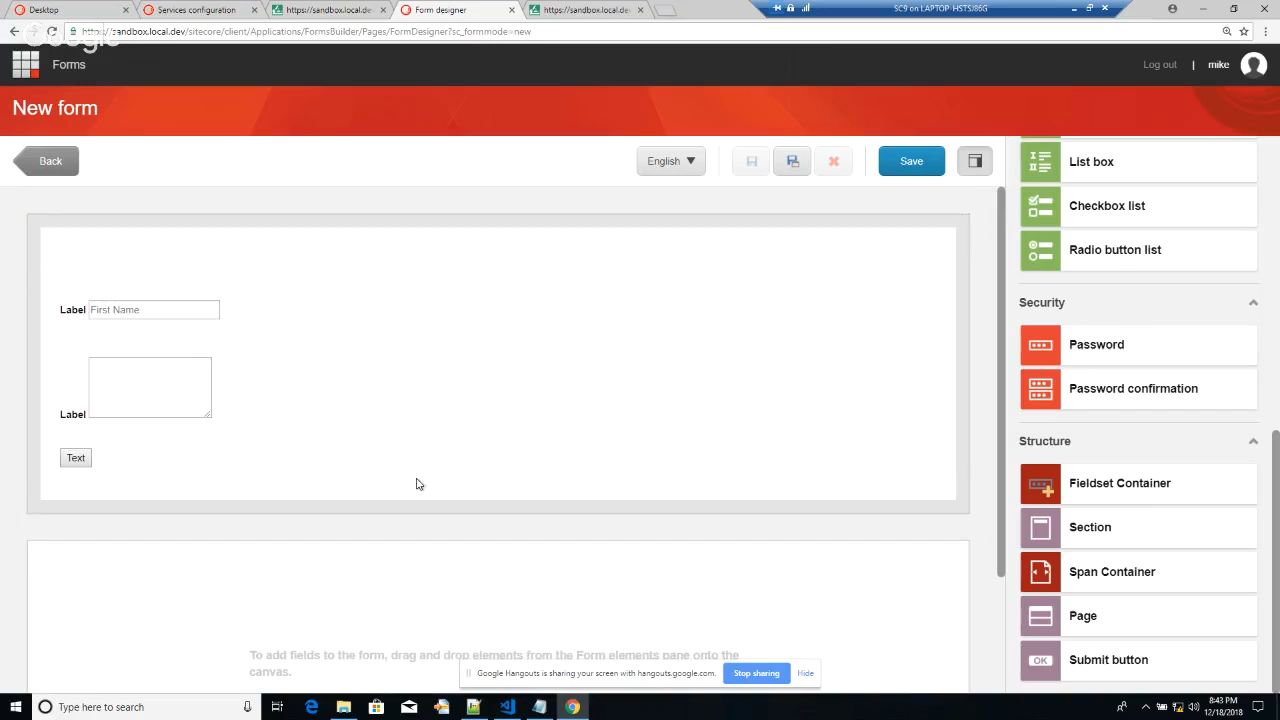 Desktop
Services configuration
https://sandbox.local.de
Form designer
https://sandbox.local.dev/
SC9 on LAPTOP-HSTSJ86G
https://sandbox.local.dev/sitecore/client/Applications/FormsBuilder/Pages/FormDesigner?sc_formmode=new
Google
Forms
Log out | mike
New form
Back
English
Save
List box
Checkbox list
Radio button list
Security
Label First Name
Password
Password confirmation
Label
Structure
Text
Fieldset Container
Section
Span Container
Page
Submit button
To add fields to the form, drag and drop elements from the Form elements pane onto the
canvas.
Google Hangouts is sharing your screen with hangouts.google.com.
Stop sharing
Hide
Type here to search
8:43 PM
12/18/2018